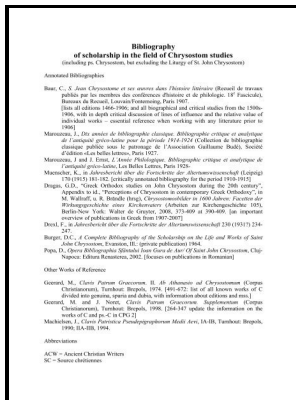 Bibliography
of scholarship in the field of Chrysostom studies
(including ps. Chrysostom, but excluding the Liturgy of St. John Chrysostom)
Annotated Bibliographies
Baur, C., S Jean Chrysostome et ses œuvres dans l'histoire littéraire (Recueil de travaux
publiés par les membres des conférences d'histoire et de philologie. 18e Fascicule),
Bureaux du Recueil, Louvain/Fontemoing, Paris 1907.
[lists all editions 1466-1906; and all biographical and critical studies from the 1500s-
1906, with in depth critical discussion of lines of influence and the relative value of
individual works – essential reference when working with any literature prior to
1906]
Marouzeau, J., Dix années de bibliographie classique. Bibliographie critique et analytique
de l'antiquité gréco-latine pour le période 1914-1924 (Collection de bibliographie
classique publiée sous le patronage de l'Association Guillaume Budé), Société
d'édition «Les belles lettres», Paris 1927.
Marouzeau, J and J. Ernst, L'Année Philologique. Bibliographie critique et analytique de
l'antiquité gréco-latine, Les Belles Lettres, Paris 1928-
Muenscher, K., in Jahresbericht über die Fortschritte der Altertumswissenschaft (Leipzig)
170 (1915) 181-182. [critically annotated bibliography for the period 1910-1915]
Dragas, G.D., "Greek Orthodox studies on John Chrysostom during the 20th century",
Appendix to id., "Perceptions of Chrysostom in contemporary Greek Orthodoxy", in
M. Wallraff, u. R. Brändle (hrsg), Chrysostomosbilder in 1600 Jahren. Facetten der
Wirkungsgeschichte eines Kirchenvaters (Arbeiten zur Kirchengeschichte 105),
Berlin-New York: Walter de Gruyter, 2008, 373-409 at 390-409. [an important
overview of publications in Greek from 1907-2007]
Drexl, F., in Jahresbericht über der Fortschritte der Altertumswissenschaft 230 (1931?) 234-
247.
Burger, D.C., A Complete Bibliography of the Scholarship on the Life and Works of Saint
John Chrysostom, Evanston, Ill.: (private publication) 1964.
Popa, D., Opera Bibliographia Sfântului Ioan Gura de Aur/ Of Saint John Chrysostom, Cluj-
Napoca: Editura Renasterea, 2002. [focuses on publications in Romanian]
Other Works of Reference
Geerard, M., Clavis Patrum Graecorum. II. Ab Athanasio ad Chrysostomum (Corpus
Christianorum), Turnhout: Brepols, 1974. [491-672: list of all known works of C
divided into genuina, spuria and dubia, with information about editions and mss.]
Geerard, M. and J. Noret, Clavis Patrum Graecorum. Supplementum (Corpus
Christianorum), Turnhout: Brepols, 1998. [264-347 update the information on the
works of C and ps.-C in CPG 2]
Machielsen, J., Clavis Patristica Pseudepigraphorum Medii Aevi, IA-IB, Turnhout: Brepols,
1990; IIA-IIB, 1994.
Abbreviations
ACW = Ancient Christian Writers
SC = Source chrétiennes